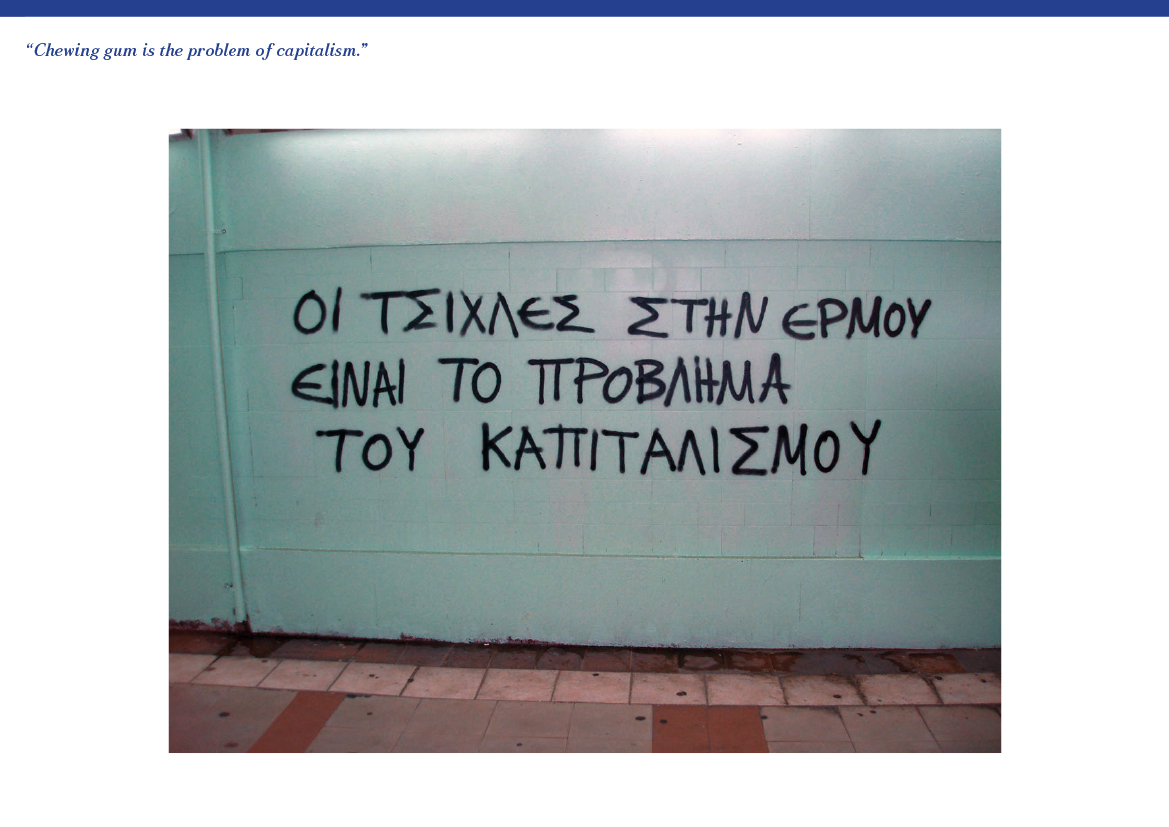 “Chewing gum is the problem of capitalism.”
ΟΙ ΤΣΙΧΛΕΣ ΣΤΗΝ ΕΡΜΟΥ
ΕΙΝΑΙ ΤΟ ΠΡΟΒΛΗΜΑ
ΤΟΥ ΚΑΠΙΤΑΛΙΣΜΟΥ